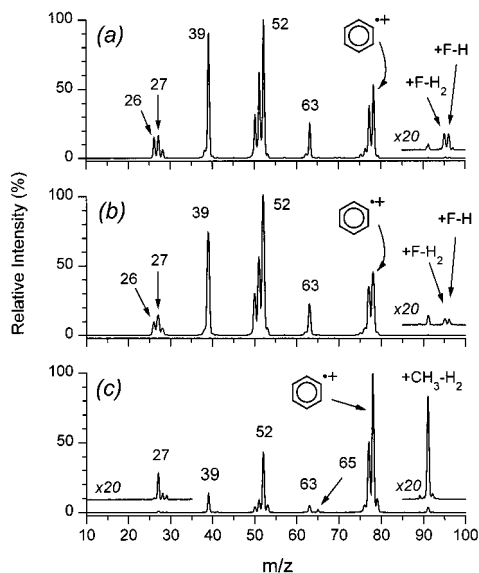 (a)
100
50
0
26
27
39
52
63
•+
+F-H
+F-H2
x20
Relative Intensity (%)
(b)
100
50
0
26
27
39
52
63
•+
+F-H
+F-H2
x20
(c)
100
50
0
x20
27
39
52
63
65
•+
+CH3-H2
x20
10 20 30 40 50 60 70 80 90 100
m/z